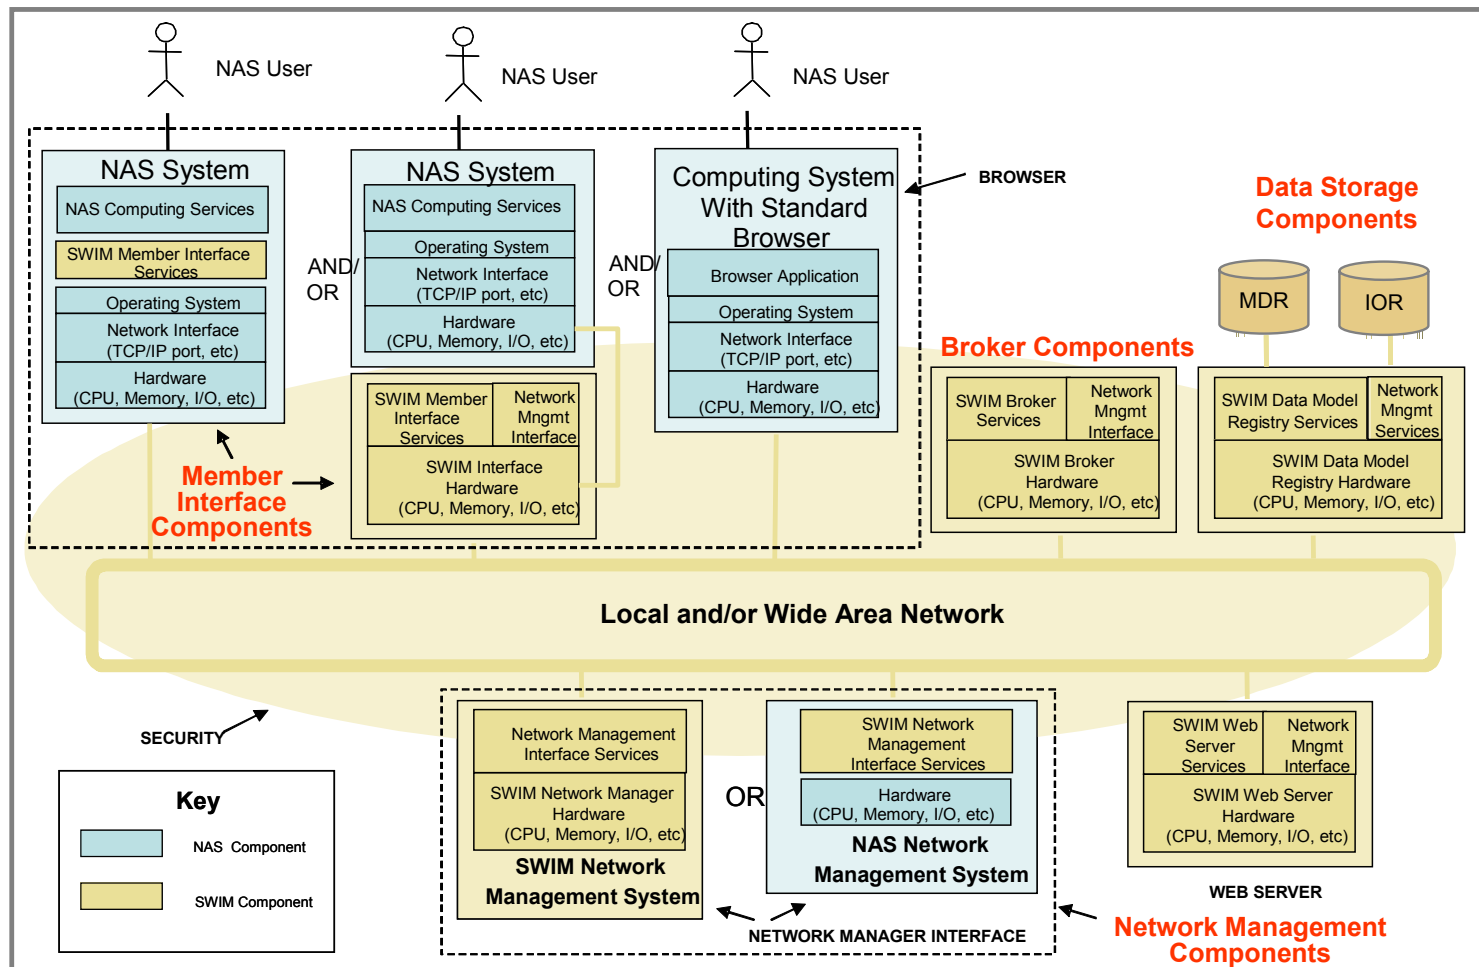 NAS User
NAS User
NAS User
NAS System
NAS Computing Services
SWIM Member Interface
Services
Operating System
Network Interface
(TCP/IP port, etc)
Hardware
(CPU, Memory, I/O, etc)
AND/
OR
NAS System
NAS Computing Services
Operating System
Network Interface
(TCP/IP port, etc)
Hardware
(CPU, Memory, I/O, etc)
SWIM Member
Interface
Services
Network
Mngmt
Interface
SWIM Interface
Hardware
(CPU, Memory, I/O, etc)
AND/
OR
Computing System
With Standard
Browser
Browser Application
Operating System
Network Interface
(TCP/IP port, etc)
Hardware
(CPU, Memory, I/O, etc)
BROWSER
Member
Interface
Components
Data Storage
Components
MDR
IOR
Broker Components
SWIM Broker
Services
Network
Mngmt
Interface
SWIM Broker
Hardware
(CPU, Memory, I/O, etc)
SWIM Data Model
Registry Services
Network
Mngmt
Services
SWIM Data Model
Registry Hardware
(CPU, Memory, I/O, etc)
Local and/or Wide Area Network
SECURITY
Key
NAS Component
SWIM Component
Network Management
Interface Services
SWIM Network Manager
Hardware
(CPU, Memory, I/O, etc)
SWIM Network
Management System
OR
SWIM Network
Management
Interface Services
Hardware
(CPU, Memory, I/O, etc)
NAS Network
Management System
NETWORK MANAGER INTERFACE
SWIM Web
Server
Services
Network
Mngmt
Interface
SWIM Web Server
Hardware
(CPU, Memory, I/O, etc)
WEB SERVER
Network Management
Components